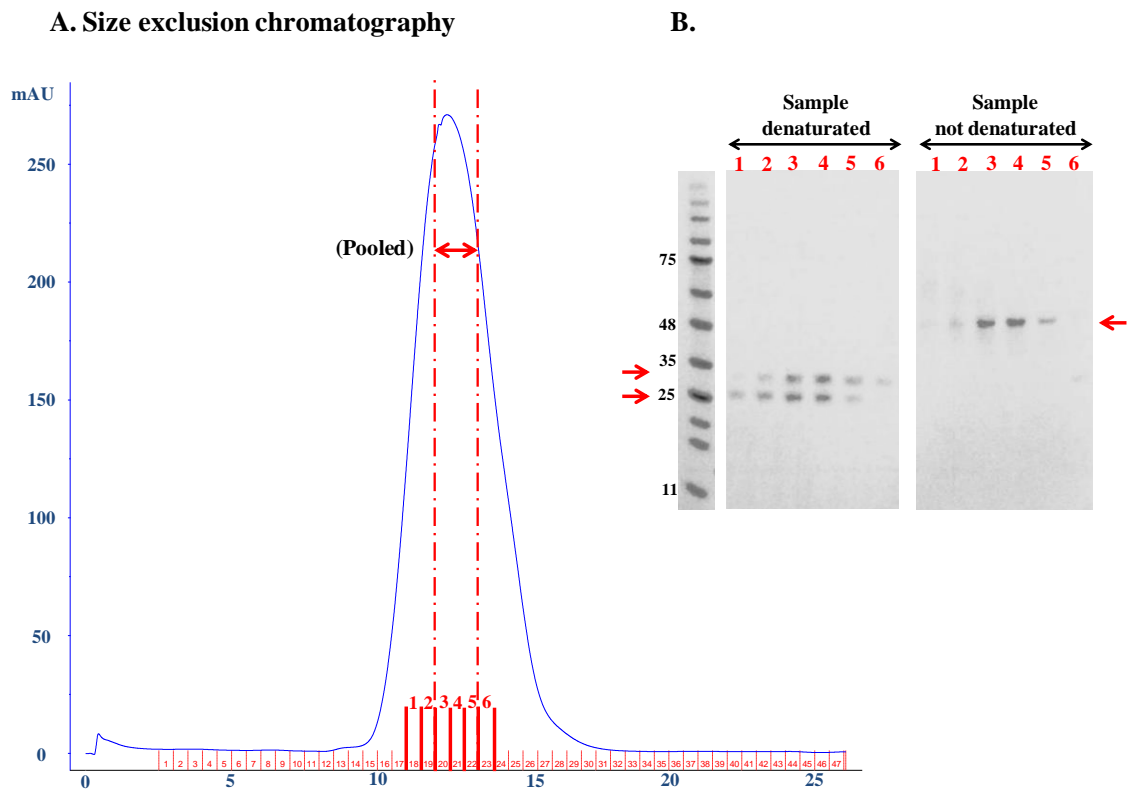 A. Size exclusion chromatography
B.
mAU
250
200
150
100
50
0
(Pooled)
1 2 3 4 5 6
1 2 3 4 5 6 7 8 9 10 11 12 13 14 15 16 17 18 19 20 21 22 23 24 25 26 27 28 29 30 31 32 33 34 35 36 37 38 39 40 41 42 43 44 45 46 47
0 5 10 15 20 25
Sample
denaturated
1 2 3 4 5 6
Sample
not denaturated
1 2 3 4 5 6
75
48
35
25
11